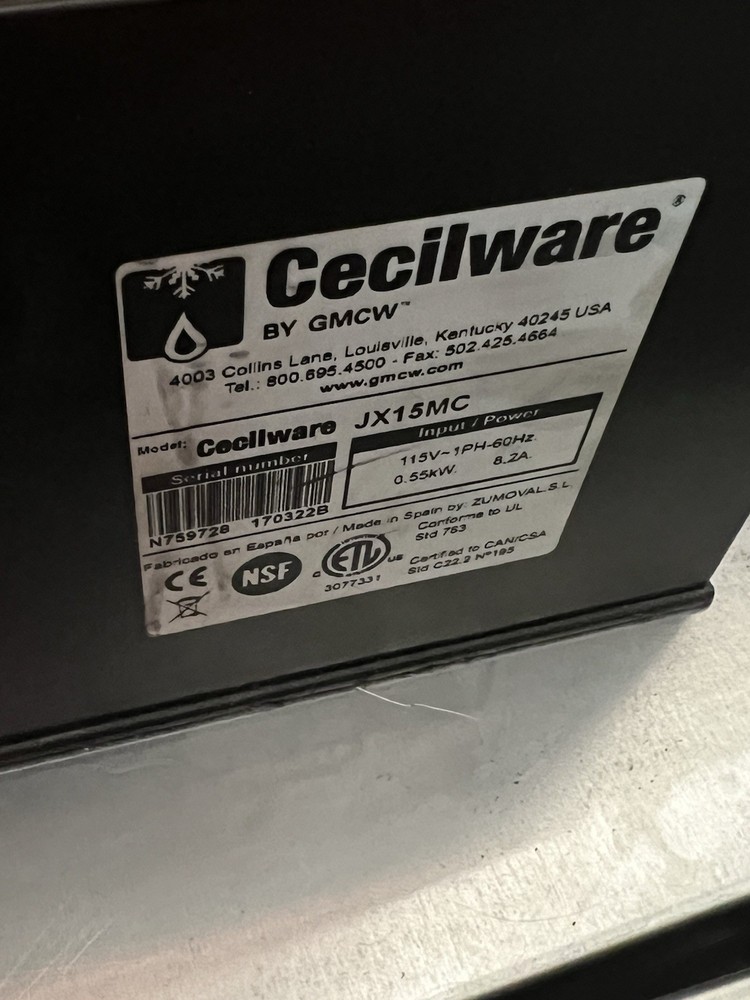 Cecilware®
BY GMCW™
4003 Collins Lane, Louisville, Kentucky 40245 USA
Tel.: 800.695.4500 - Fax: 502.425.4664
www.gmcw.com
Model: Cecilware JX15MC
Serial number
N759728 170322B
Input / Power
115V~1PH-60Hz.
0.55kW. 8.2A.
Fabricado en España por / Made in Spain by: ZUMOVAL.S.L.
CE
NSF
C ETL US
3077331
Conforms to UL
Std 763
Certified to CAN/CSA
Std C22.2 Nº195